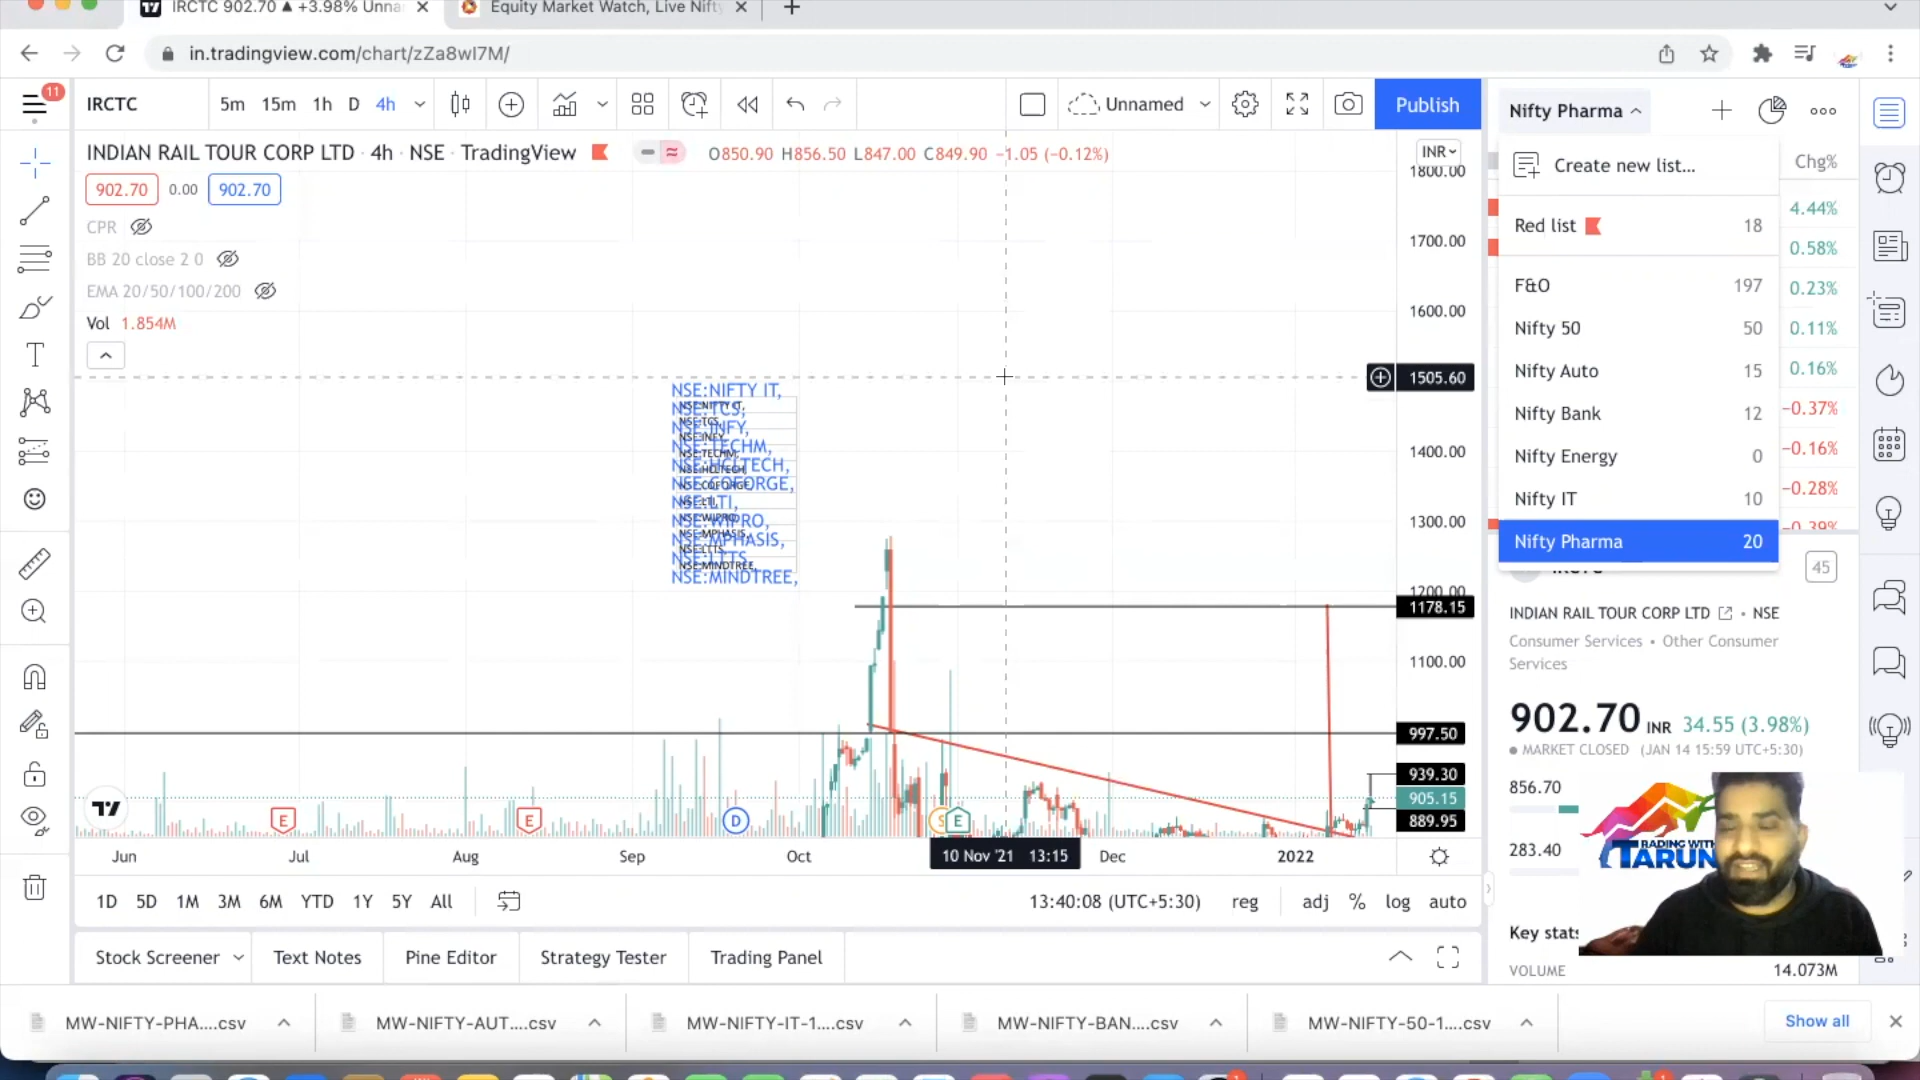 IRCTC 902.70 ▲ +3.98% Unna
Equity Market Watch, Live Nift
in.tradingview.com/chart/zZa8wI7M/
11
IRCTC
5m 15m 1h D 4h
Unnamed
Publish
INDIAN RAIL TOUR CORP LTD · 4h · NSE · TradingView
O850.90 H856.50 L847.00 C849.90 −1.05 (−0.12%)
902.70 0.00 902.70
CPR
BB 20 close 2 0
EMA 20/50/100/200
Vol 1.854M
INR
1800.00
1700.00
1600.00
1505.60
1400.00
1300.00
1200.00
1178.15
1100.00
997.50
939.30
905.15
889.95
NSE:NIFTY IT,
NSE:TCS,
NSE:INFY,
NSE:TECHM,
NSE:HCLTECH,
NSE:COFORGE,
NSE:LTI,
NSE:WIPRO,
NSE:MPHASIS,
NSE:LTTS,
NSE:MINDTREE,
E
E
D
S
E
Jun Jul Aug Sep Oct 10 Nov '21 13:15 Dec 2022
1D 5D 1M 3M 6M YTD 1Y 5Y All
13:40:08 (UTC+5:30) reg adj % log auto
Stock Screener Text Notes Pine Editor Strategy Tester Trading Panel
Nifty Pharma
Chg%
Create new list...
Red list 18
F&O 197
Nifty 50 50
Nifty Auto 15
Nifty Bank 12
Nifty Energy 0
Nifty IT 10
Nifty Pharma 20
4.44%
0.58%
0.23%
0.11%
0.16%
−0.37%
−0.16%
−0.28%
−0.39%
IRCTC
45
INDIAN RAIL TOUR CORP LTD • NSE
Consumer Services • Other Consumer
Services
902.70 INR 34.55 (3.98%)
MARKET CLOSED (JAN 14 15:59 UTC+5:30)
856.70
283.40
RADING WITH
TARUN
Key stats
VOLUME 14.073M
MW-NIFTY-PHA....csv
MW-NIFTY-AUT....csv
MW-NIFTY-IT-1....csv
MW-NIFTY-BAN....csv
MW-NIFTY-50-1....csv
Show all